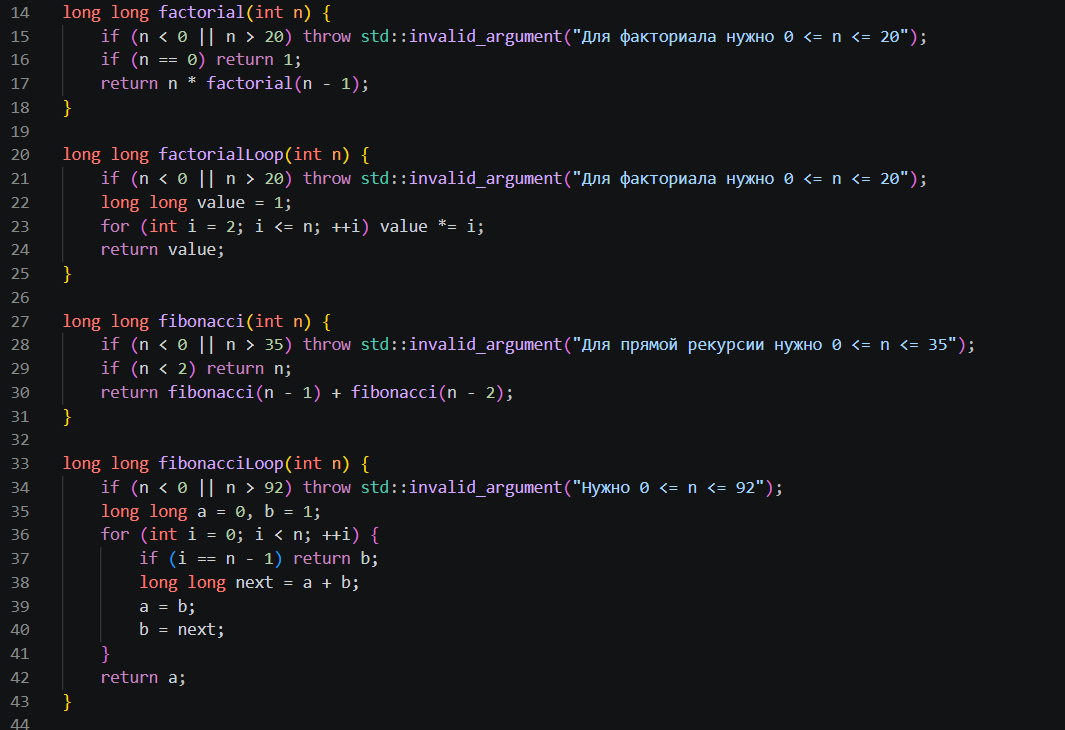 14 long long factorial(int n) {
15     if (n < 0 || n > 20) throw std::invalid_argument("Для факториала нужно 0 <= n <= 20");
16     if (n == 0) return 1;
17     return n * factorial(n - 1);
18 }
19
20 long long factorialLoop(int n) {
21     if (n < 0 || n > 20) throw std::invalid_argument("Для факториала нужно 0 <= n <= 20");
22     long long value = 1;
23     for (int i = 2; i <= n; ++i) value *= i;
24     return value;
25 }
26
27 long long fibonacci(int n) {
28     if (n < 0 || n > 35) throw std::invalid_argument("Для прямой рекурсии нужно 0 <= n <= 35");
29     if (n < 2) return n;
30     return fibonacci(n - 1) + fibonacci(n - 2);
31 }
32
33 long long fibonacciLoop(int n) {
34     if (n < 0 || n > 92) throw std::invalid_argument("Нужно 0 <= n <= 92");
35     long long a = 0, b = 1;
36     for (int i = 0; i < n; ++i) {
37         if (i == n - 1) return b;
38         long long next = a + b;
39         a = b;
40         b = next;
41     }
42     return a;
43 }
44